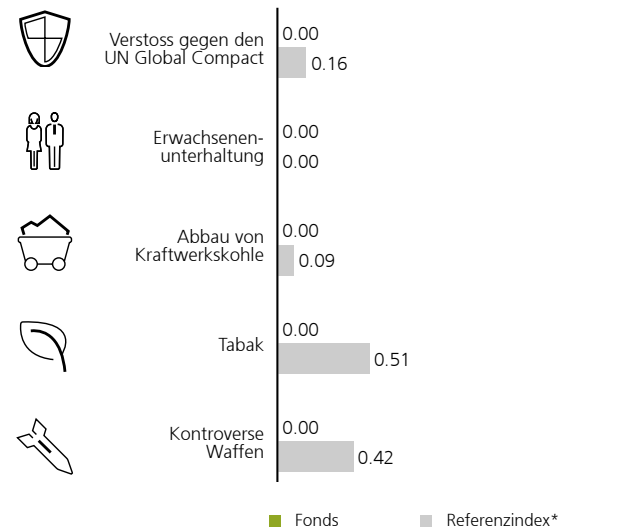 0.00
Verstoss gegen den
UN Global Compact
0.16
0.00
Erwachsenen-
unterhaltung
0.00
0.00
Abbau von
Kraftwerkskohle
0.09
0.00
Tabak
0.51
0.00
Kontroverse
Waffen
0.42
Fonds
Referenzindex*